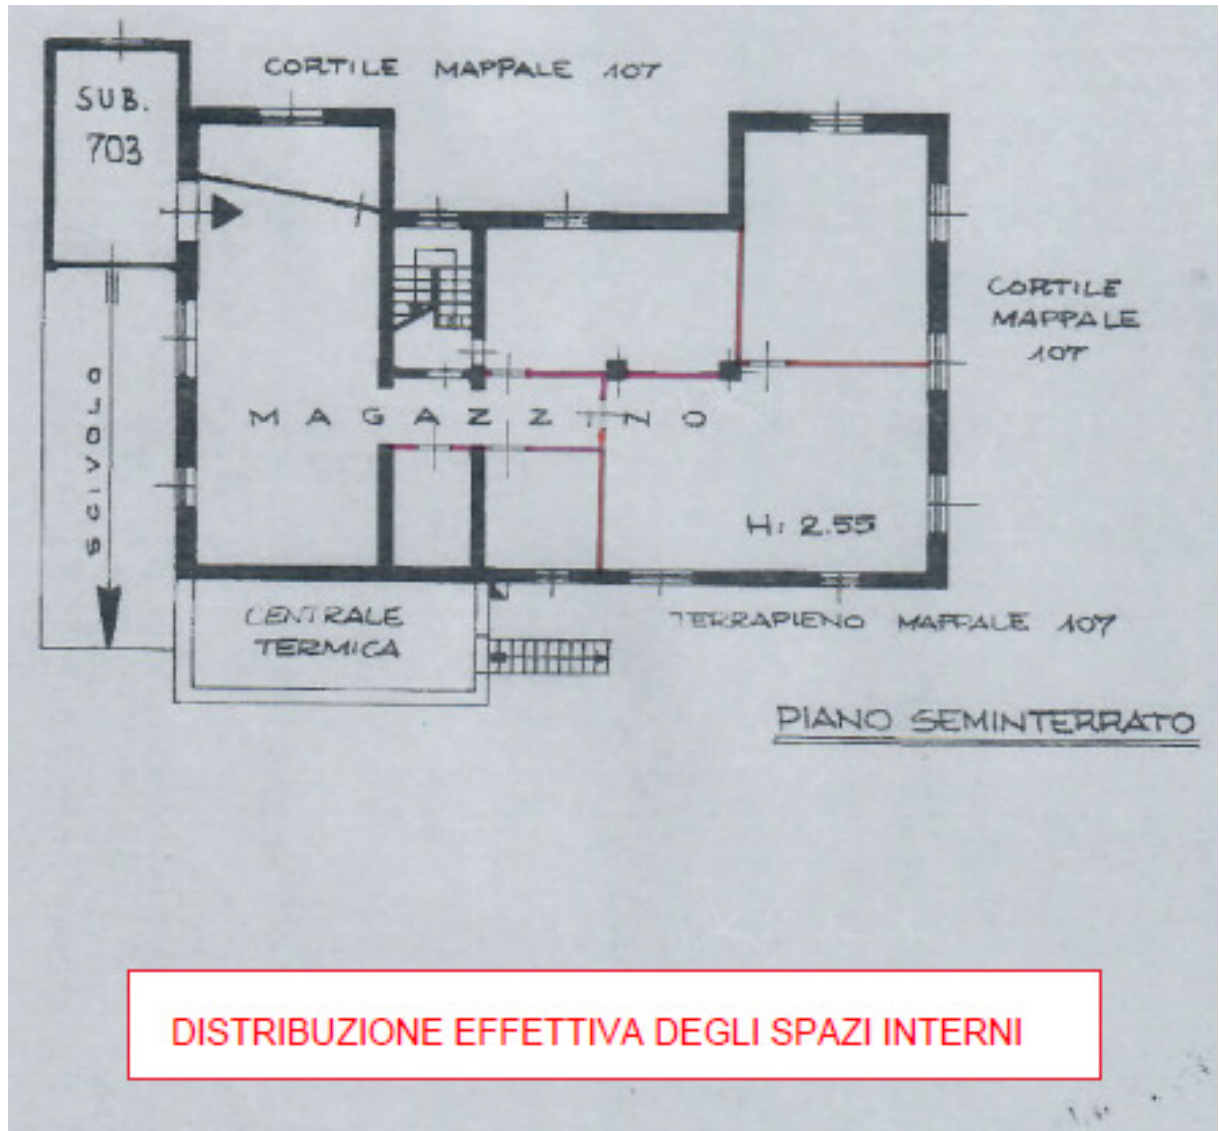 CORTILE MAPPALE 107
SUB.
703
CORTILE
MAPPALE
107
SCIVOLO
MAGAZZINO
H: 2.55
CENTRALE
TERMICA
TERRAPIENO MAPPALE 107
PIANO SEMINTERRATO
DISTRIBUZIONE EFFETTIVA DEGLI SPAZI INTERNI